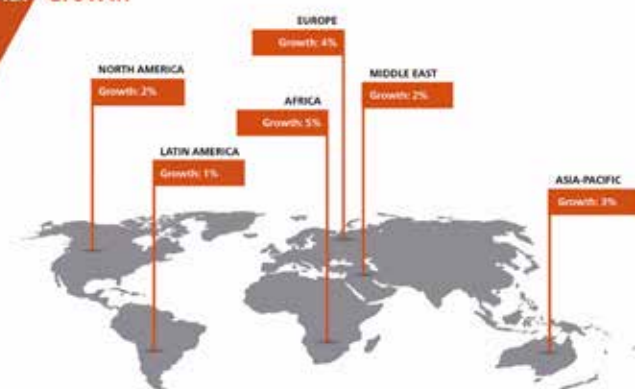 EUROPE
Growth: 4%
NORTH AMERICA
Growth: 2%
MIDDLE EAST
Growth: 2%
AFRICA
Growth: 5%
LATIN AMERICA
Growth: 1%
ASIA-PACIFIC
Growth: 3%